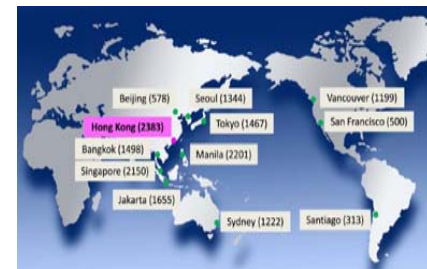 Beijing (578)
Seoul (1344)
Vancouver (1199)
Hong Kong (2383)
Tokyo (1467)
San Francisco (500)
Bangkok (1498)
Manila (2201)
Singapore (2150)
Jakarta (1655)
Sydney (1222)
Santiago (313)